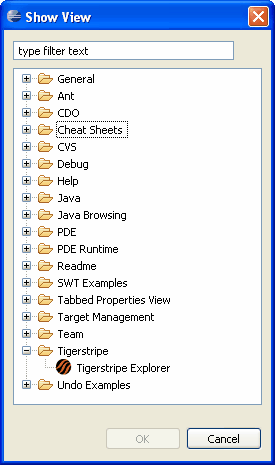 Show View
type filter text
General
Ant
CDO
Cheat Sheets
CVS
Debug
Help
Java
Java Browsing
PDE
PDE Runtime
Readme
SWT Examples
Tabbed Properties View
Target Management
Team
Tigerstripe
Tigerstripe Explorer
Undo Examples
OK
Cancel